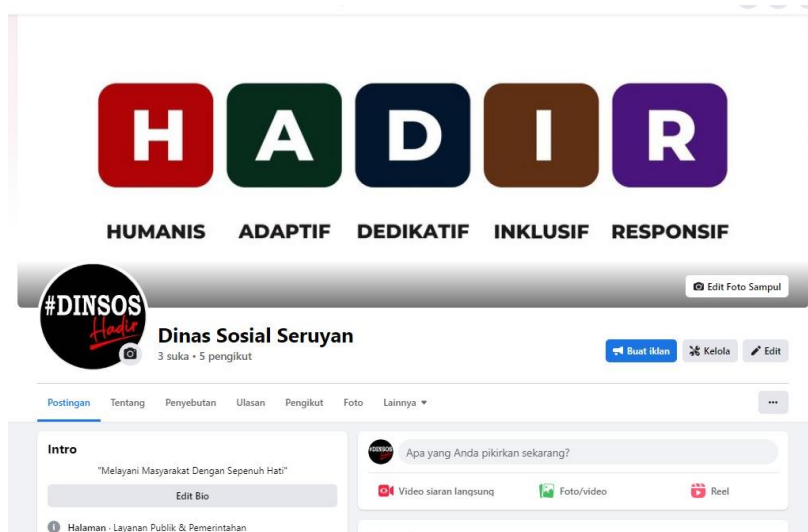 H A D I R
HUMANIS ADAPTIF DEDIKATIF INKLUSIF RESPONSIF
Edit Foto Sampul
#DINSOS
Hadir
Dinas Sosial Seruyan
3 suka • 5 pengikut
Buat iklan Kelola Edit
Postingan Tentang Penyebutan Ulasan Pengikut Foto Lainnya
Intro
"Melayani Masyarakat Dengan Sepenuh Hati"
Edit Bio
Halaman · Layanan Publik & Pemerintahan
#DINSOS
Hadir
Apa yang Anda pikirkan sekarang?
Video siaran langsung Foto/video Reel